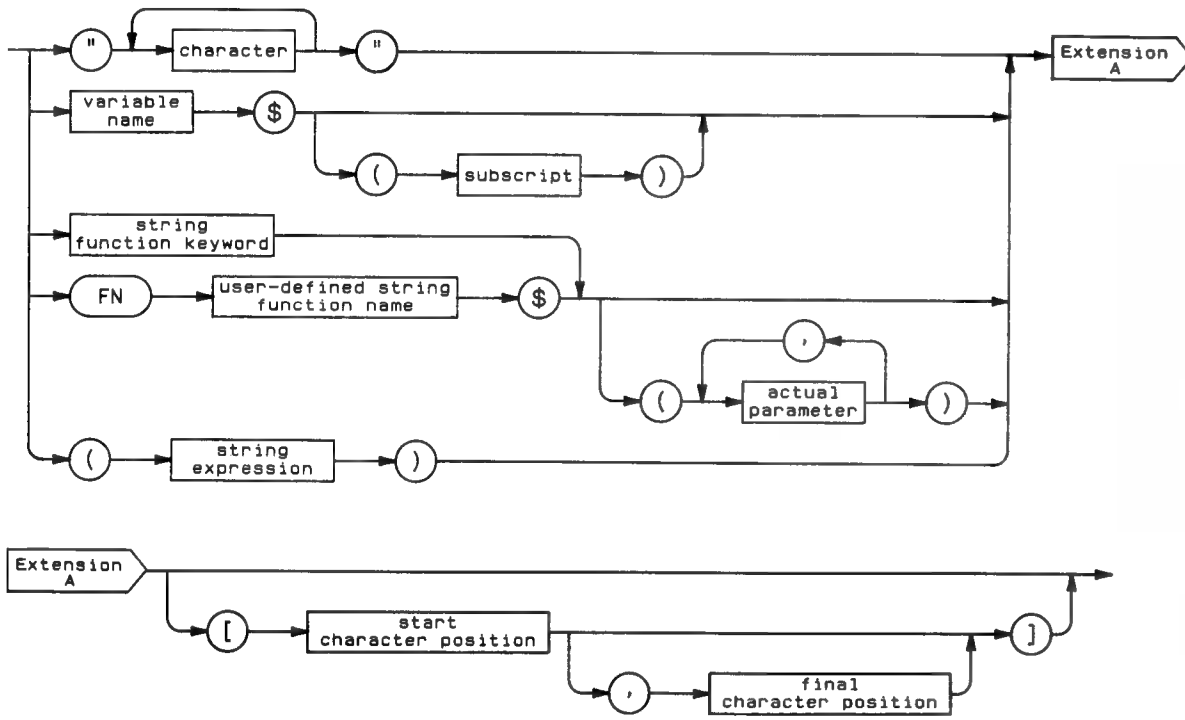 " character " Extension
A
variable
name $
( subscript )
string
function keyword
FN user-defined string
function name $
,
( actual
parameter )
( string
expression )
Extension
A
[ start
character position ]
, final
character position